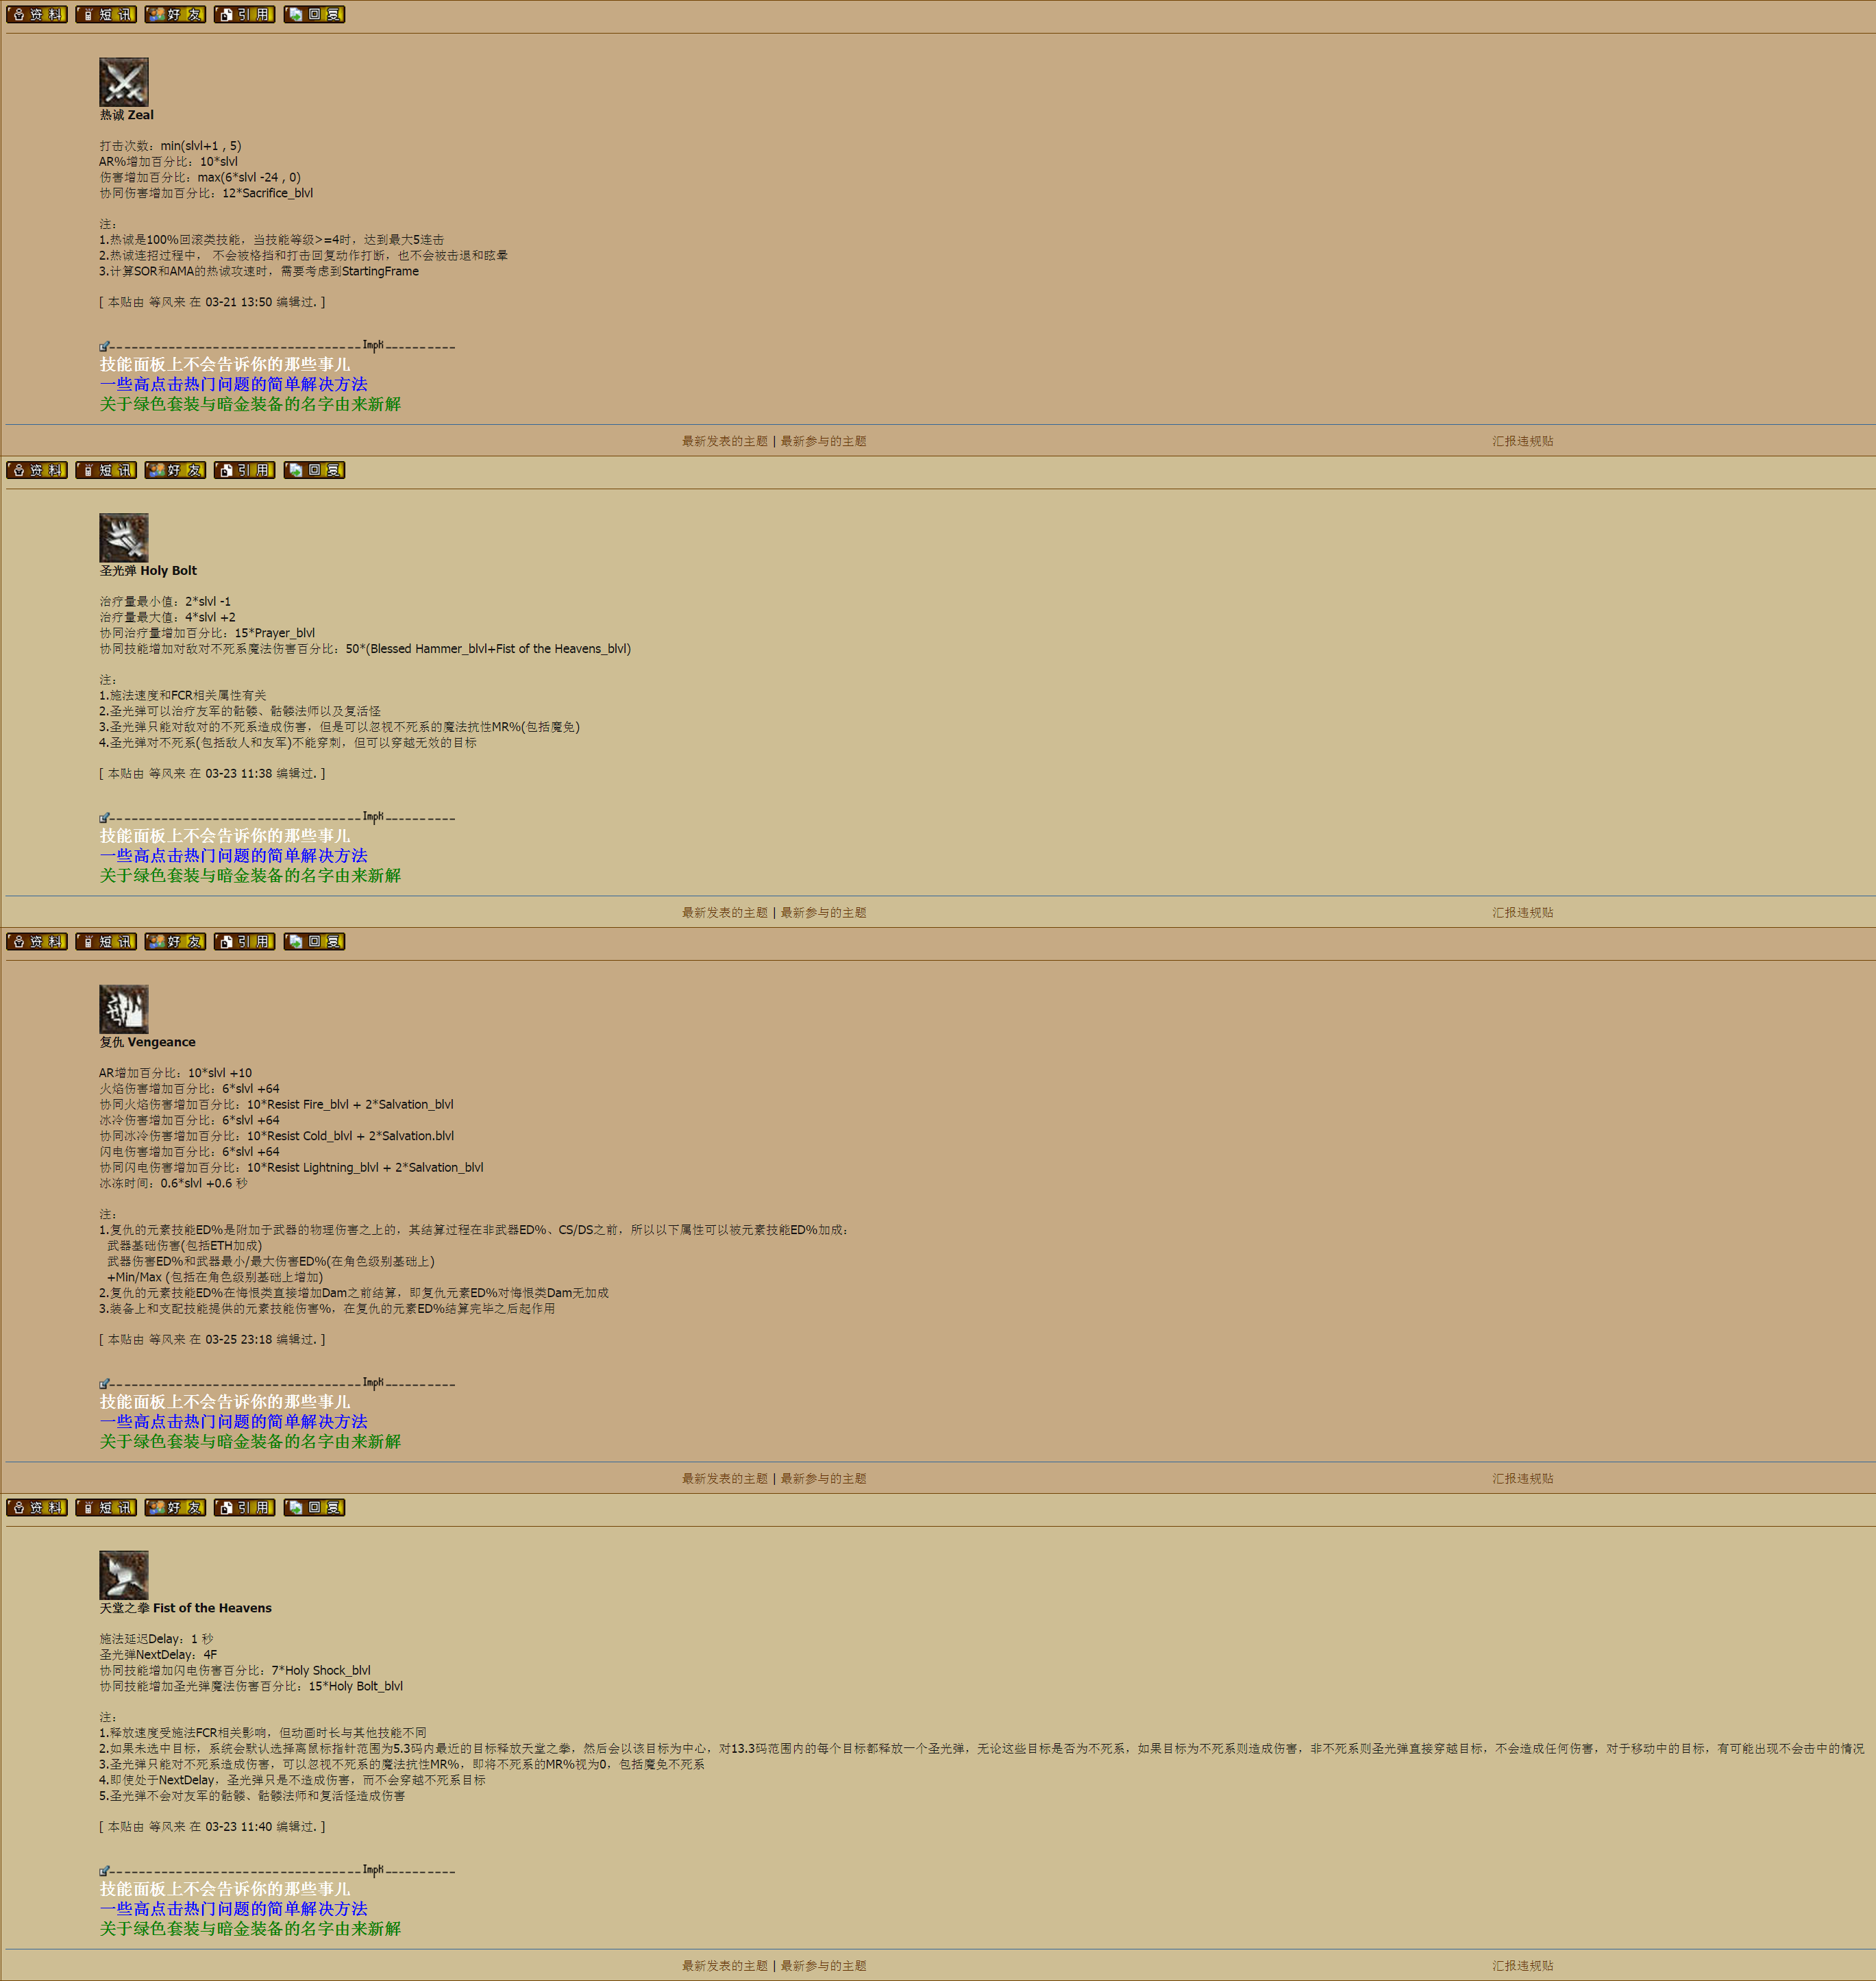 资料 短讯 好友 引用 回复
热诚 Zeal
打击次数：min(slvl+1 , 5)
AR%增加百分比：10*slvl
伤害增加百分比：max(6*slvl -24 , 0)
协同伤害增加百分比：12*Sacrifice_blvl
注：
1.热诚是100%回滚类技能，当技能等级>=4时，达到最大5连击
2.热诚连招过程中， 不会被格挡和打击回复动作打断，也不会被击退和眩晕
3.计算SOR和AMA的热诚攻速时，需要考虑到StartingFrame
[ 本贴由 等风来 在 03-21 13:50 编辑过. ]
ImpK
技能面板上不会告诉你的那些事儿
一些高点击热门问题的简单解决方法
关于绿色套装与暗金装备的名字由来新解
最新发表的主题 | 最新参与的主题 汇报违规贴
资料 短讯 好友 引用 回复
圣光弹 Holy Bolt
治疗量最小值：2*slvl -1
治疗量最大值：4*slvl +2
协同治疗量增加百分比：15*Prayer_blvl
协同技能增加对敌对不死系魔法伤害百分比：50*(Blessed Hammer_blvl+Fist of the Heavens_blvl)
注：
1.施法速度和FCR相关属性有关
2.圣光弹可以治疗友军的骷髅、骷髅法师以及复活怪
3.圣光弹只能对敌对的不死系造成伤害，但是可以忽视不死系的魔法抗性MR%(包括魔免)
4.圣光弹对不死系(包括敌人和友军)不能穿刺，但可以穿越无效的目标
[ 本贴由 等风来 在 03-23 11:38 编辑过. ]
ImpK
技能面板上不会告诉你的那些事儿
一些高点击热门问题的简单解决方法
关于绿色套装与暗金装备的名字由来新解
最新发表的主题 | 最新参与的主题 汇报违规贴
资料 短讯 好友 引用 回复
复仇 Vengeance
AR增加百分比：10*slvl +10
火焰伤害增加百分比：6*slvl +64
协同火焰伤害增加百分比：10*Resist Fire_blvl + 2*Salvation_blvl
冰冷伤害增加百分比：6*slvl +64
协同冰冷伤害增加百分比：10*Resist Cold_blvl + 2*Salvation.blvl
闪电伤害增加百分比：6*slvl +64
协同闪电伤害增加百分比：10*Resist Lightning_blvl + 2*Salvation_blvl
冰冻时间：0.6*slvl +0.6 秒
注：
1.复仇的元素技能ED%是附加于武器的物理伤害之上的，其结算过程在非武器ED%、CS/DS之前，所以以下属性可以被元素技能ED%加成：
武器基础伤害(包括ETH加成)
武器伤害ED%和武器最小/最大伤害ED%(在角色级别基础上)
+Min/Max (包括在角色级别基础上增加)
2.复仇的元素技能ED%在悔恨类直接增加Dam之前结算，即复仇元素ED%对悔恨类Dam无加成
3.装备上和支配技能提供的元素技能伤害%，在复仇的元素ED%结算完毕之后起作用
[ 本贴由 等风来 在 03-25 23:18 编辑过. ]
ImpK
技能面板上不会告诉你的那些事儿
一些高点击热门问题的简单解决方法
关于绿色套装与暗金装备的名字由来新解
最新发表的主题 | 最新参与的主题 汇报违规贴
资料 短讯 好友 引用 回复
天堂之拳 Fist of the Heavens
施法延迟Delay：1 秒
圣光弹NextDelay：4F
协同技能增加闪电伤害百分比：7*Holy Shock_blvl
协同技能增加圣光弹魔法伤害百分比：15*Holy Bolt_blvl
注：
1.释放速度受施法FCR相关影响，但动画时长与其他技能不同
2.如果未选中目标，系统会默认选择离鼠标指针范围为5.3码内最近的目标释放天堂之拳，然后会以该目标为中心，对13.3码范围内的每个目标都释放一个圣光弹，无论这些目标是否为不死系，如果目标为不死系则造成伤害，非不死系则圣光弹直接穿越目标，不会造成任何伤害，对于移动中的目标，有可能出现不会击中的情况
3.圣光弹只能对不死系造成伤害，可以忽视不死系的魔法抗性MR%，即将不死系的MR%视为0，包括魔免不死系
4.即使处于NextDelay，圣光弹只是不造成伤害，而不会穿越不死系目标
5.圣光弹不会对友军的骷髅、骷髅法师和复活怪造成伤害
[ 本贴由 等风来 在 03-23 11:40 编辑过. ]
ImpK
技能面板上不会告诉你的那些事儿
一些高点击热门问题的简单解决方法
关于绿色套装与暗金装备的名字由来新解
最新发表的主题 | 最新参与的主题 汇报违规贴